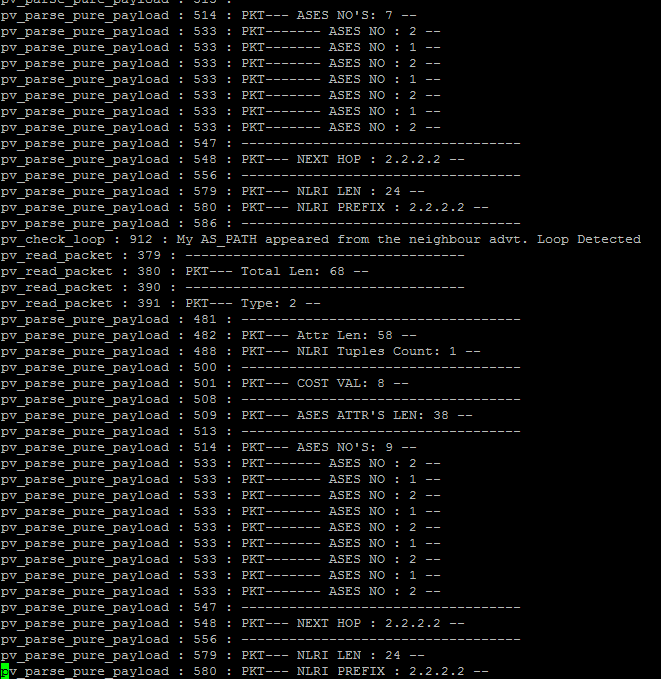 pv_parse_pure_payload : 513 : ----------------------------------
pv_parse_pure_payload : 514 : PKT--- ASES NO'S: 7 --
pv_parse_pure_payload : 533 : PKT------- ASES NO : 2 --
pv_parse_pure_payload : 533 : PKT------- ASES NO : 1 --
pv_parse_pure_payload : 533 : PKT------- ASES NO : 2 --
pv_parse_pure_payload : 533 : PKT------- ASES NO : 1 --
pv_parse_pure_payload : 533 : PKT------- ASES NO : 2 --
pv_parse_pure_payload : 533 : PKT------- ASES NO : 1 --
pv_parse_pure_payload : 533 : PKT------- ASES NO : 2 --
pv_parse_pure_payload : 547 : ----------------------------------
pv_parse_pure_payload : 548 : PKT--- NEXT HOP : 2.2.2.2 --
pv_parse_pure_payload : 556 : ----------------------------------
pv_parse_pure_payload : 579 : PKT--- NLRI LEN : 24 --
pv_parse_pure_payload : 580 : PKT--- NLRI PREFIX : 2.2.2.2 --
pv_parse_pure_payload : 586 : ----------------------------------
pv_check_loop : 912 : My AS_PATH appeared from the neighbour advt. Loop Detected
pv_read_packet : 379 : ----------------------------------
pv_read_packet : 380 : PKT--- Total Len: 68 --
pv_read_packet : 390 : ----------------------------------
pv_read_packet : 391 : PKT--- Type: 2 --
pv_parse_pure_payload : 481 : ----------------------------------
pv_parse_pure_payload : 482 : PKT--- Attr Len: 58 --
pv_parse_pure_payload : 488 : PKT--- NLRI Tuples Count: 1 --
pv_parse_pure_payload : 500 : ----------------------------------
pv_parse_pure_payload : 501 : PKT--- COST VAL: 8 --
pv_parse_pure_payload : 508 : ----------------------------------
pv_parse_pure_payload : 509 : PKT--- ASES ATTR'S LEN: 38 --
pv_parse_pure_payload : 513 : ----------------------------------
pv_parse_pure_payload : 514 : PKT--- ASES NO'S: 9 --
pv_parse_pure_payload : 533 : PKT------- ASES NO : 2 --
pv_parse_pure_payload : 533 : PKT------- ASES NO : 1 --
pv_parse_pure_payload : 533 : PKT------- ASES NO : 2 --
pv_parse_pure_payload : 533 : PKT------- ASES NO : 1 --
pv_parse_pure_payload : 533 : PKT------- ASES NO : 2 --
pv_parse_pure_payload : 533 : PKT------- ASES NO : 1 --
pv_parse_pure_payload : 533 : PKT------- ASES NO : 2 --
pv_parse_pure_payload : 533 : PKT------- ASES NO : 1 --
pv_parse_pure_payload : 533 : PKT------- ASES NO : 2 --
pv_parse_pure_payload : 547 : ----------------------------------
pv_parse_pure_payload : 548 : PKT--- NEXT HOP : 2.2.2.2 --
pv_parse_pure_payload : 556 : ----------------------------------
pv_parse_pure_payload : 579 : PKT--- NLRI LEN : 24 --
pv_parse_pure_payload : 580 : PKT--- NLRI PREFIX : 2.2.2.2 --